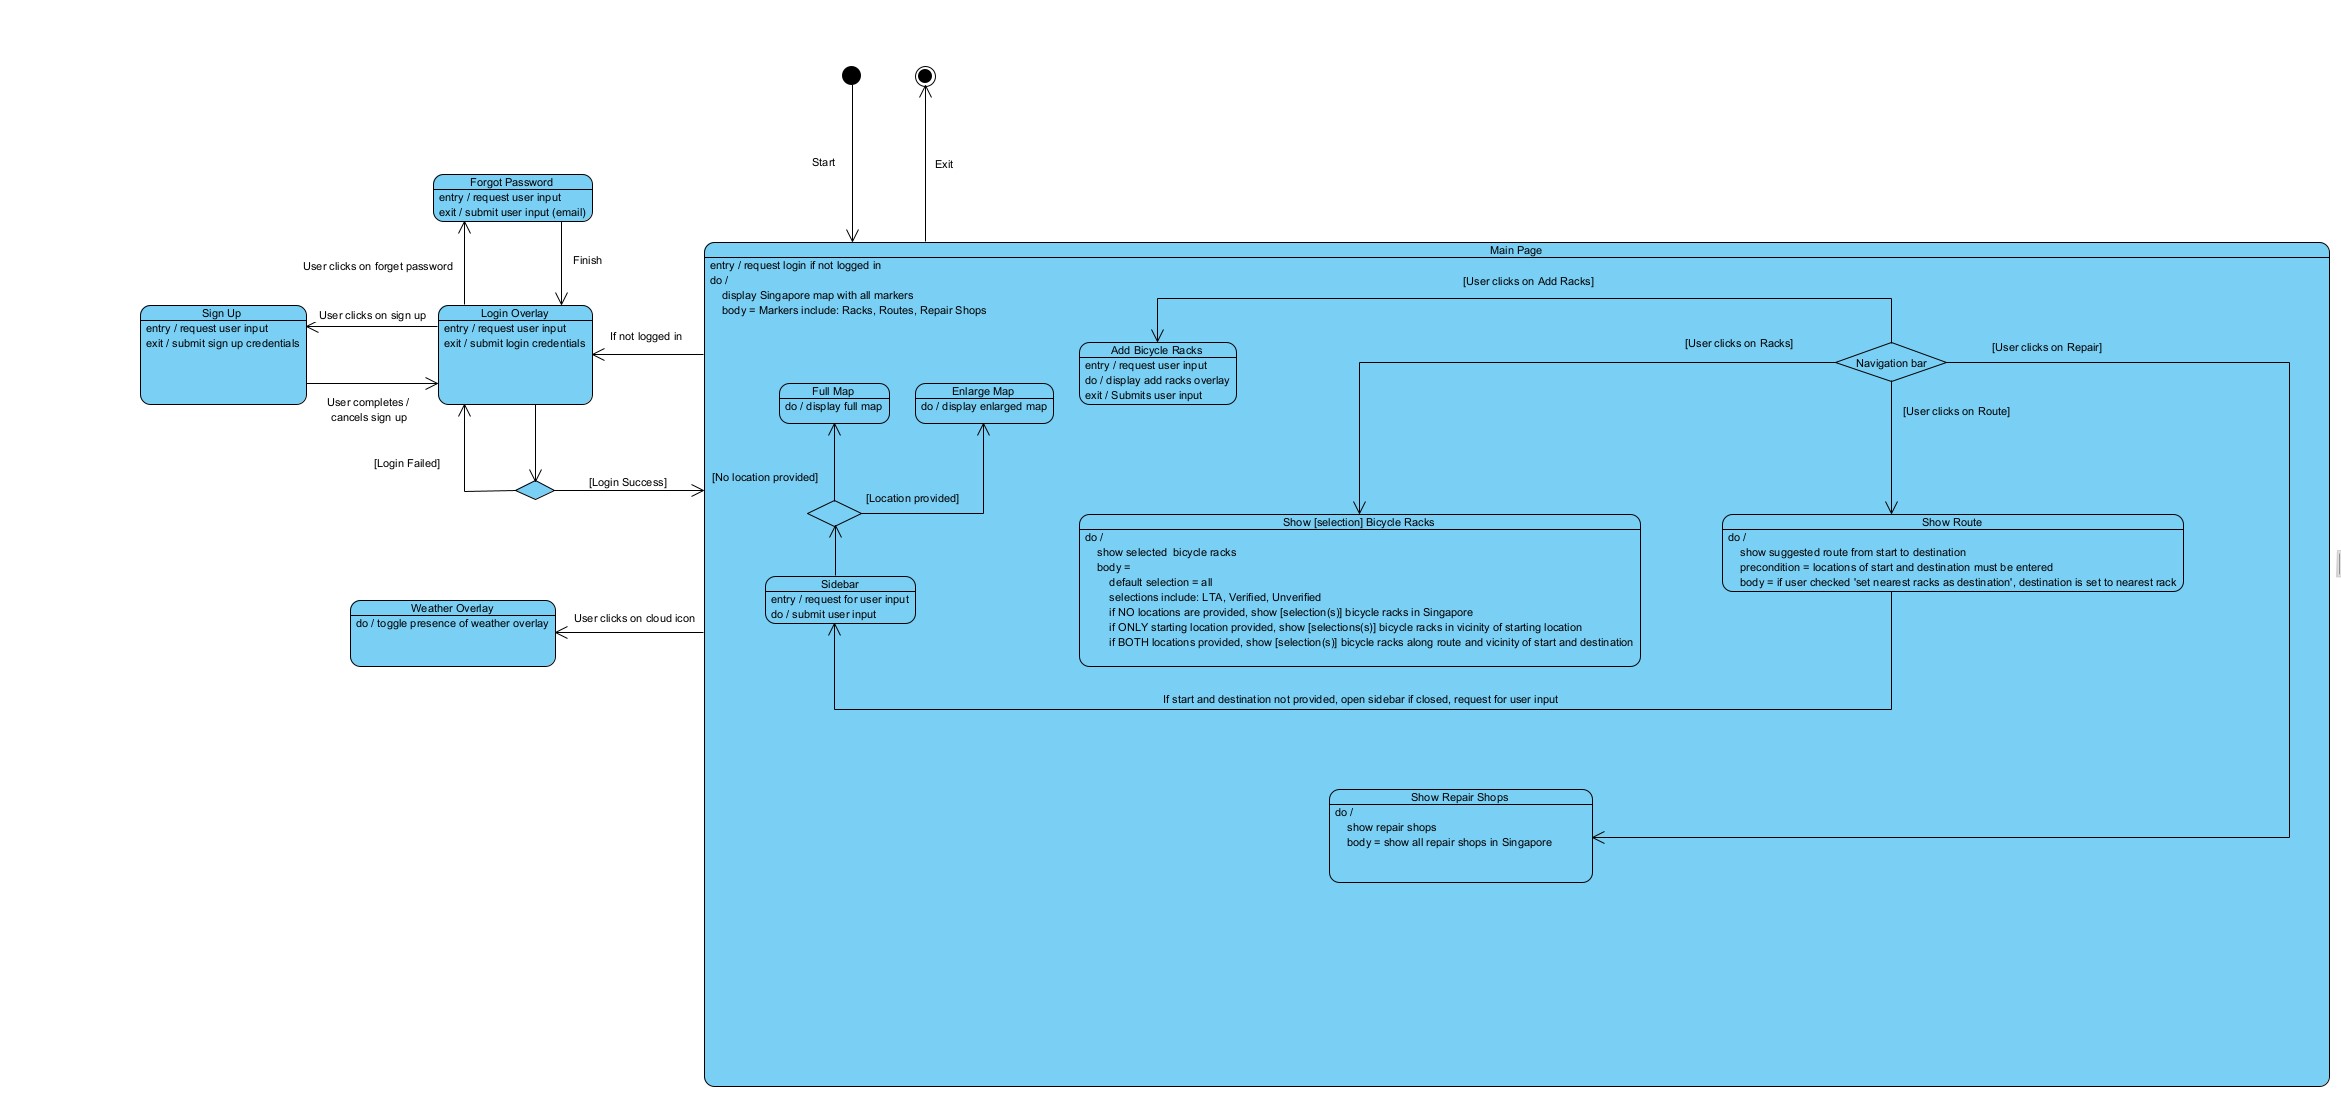 Start
Exit
Forgot Password
entry / request user input
exit / submit user input (email)
User clicks on forget password
Finish
Sign Up
entry / request user input
exit / submit sign up credentials
User clicks on sign up
Login Overlay
entry / request user input
exit / submit login credentials
If not logged in
User completes /
cancels sign up
[Login Failed]
[Login Success]
Weather Overlay
do / toggle presence of weather overlay
User clicks on cloud icon
Main Page
entry / request login if not logged in
do /
display Singapore map with all markers
body = Markers include: Racks, Routes, Repair Shops
[User clicks on Add Racks]
Add Bicycle Racks
entry / request user input
do / display add racks overlay
exit / Submits user input
[User clicks on Racks]
Navigation bar
[User clicks on Repair]
[User clicks on Route]
Full Map
do / display full map
Enlarge Map
do / display enlarged map
[No location provided]
[Location provided]
Sidebar
entry / request for user input
do / submit user input
Show [selection] Bicycle Racks
do /
show selected bicycle racks
body =
default selection = all
selections include: LTA, Verified, Unverified
if NO locations are provided, show [selection(s)] bicycle racks in Singapore
if ONLY starting location provided, show [selections(s)] bicycle racks in vicinity of starting location
if BOTH locations provided, show [selection(s)] bicycle racks along route and vicinity of start and destination
Show Route
do /
show suggested route from start to destination
precondition = locations of start and destination must be entered
body = if user checked 'set nearest racks as destination', destination is set to nearest rack
If start and destination not provided, open sidebar if closed, request for user input
Show Repair Shops
do /
show repair shops
body = show all repair shops in Singapore